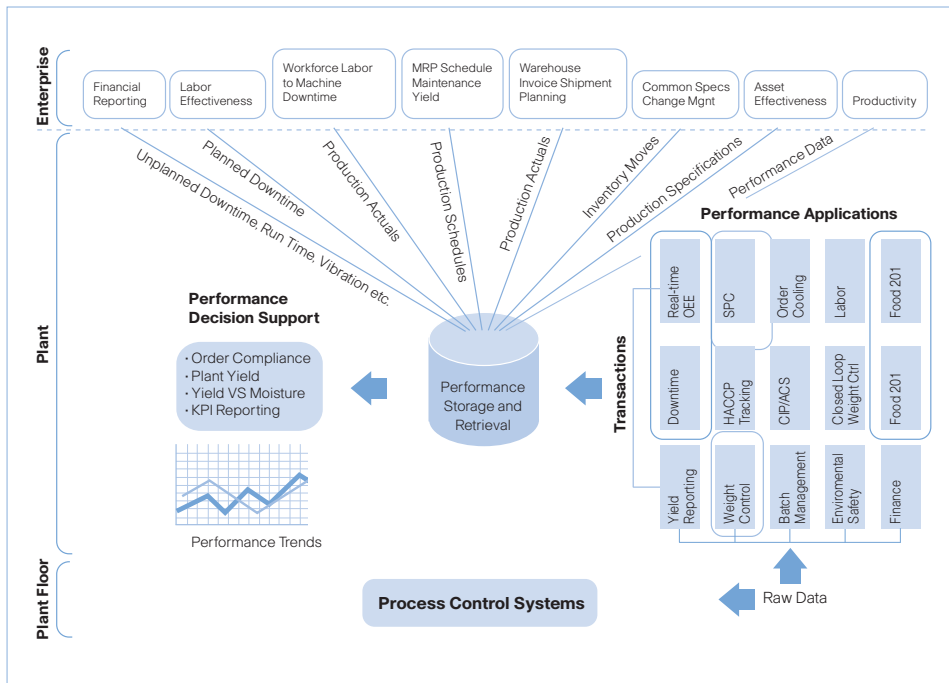 Enterprise
Financial
Reporting
Labor
Effectiveness
Workforce Labor
to Machine
Downtime
MRP Schedule
Maintenance
Yield
Warehouse
Invoice Shipment
Planning
Common Specs
Change Mgnt
Asset
Effectiveness
Productivity
Plant
Unplanned Downtime, Run Time, Vibration etc.
Planned Downtime
Production Actuals
Production Schedules
Production Actuals
Inventory Moves
Production Specifications
Performance Data
Performance Applications
Transactions
Real-time
OEE
SPC
Order
Cooling
Labor
Food 201
Downtime
HACCP
Tracking
CIP/ACS
Closed Loop
Weight Ctrl
Food 201
Yield
Reporting
Weight
Control
Batch
Management
Enviromental
Safety
Finance
Performance
Decision Support
· Order Compliance
· Plant Yield
· Yield VS Moisture
· KPI Reporting
Performance
Storage and
Retrieval
Performance Trends
Plant Floor
Process Control Systems
Raw Data